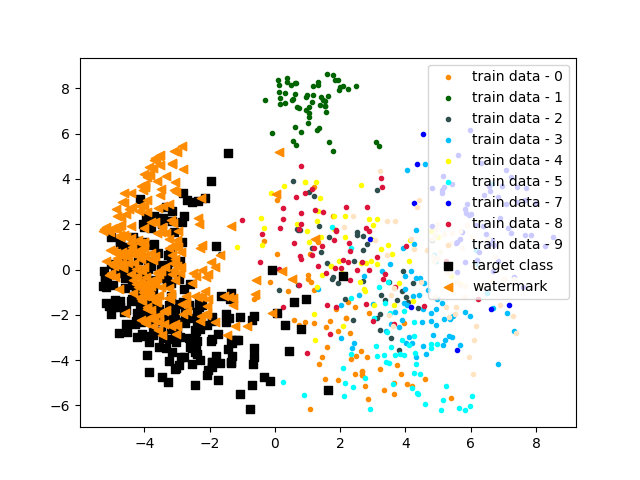 8
6
4
2
0
−2
−4
−6
−4
−2
0
2
4
6
8
train data - 0
train data - 1
train data - 2
train data - 3
train data - 4
train data - 5
train data - 7
train data - 8
train data - 9
target class
watermark